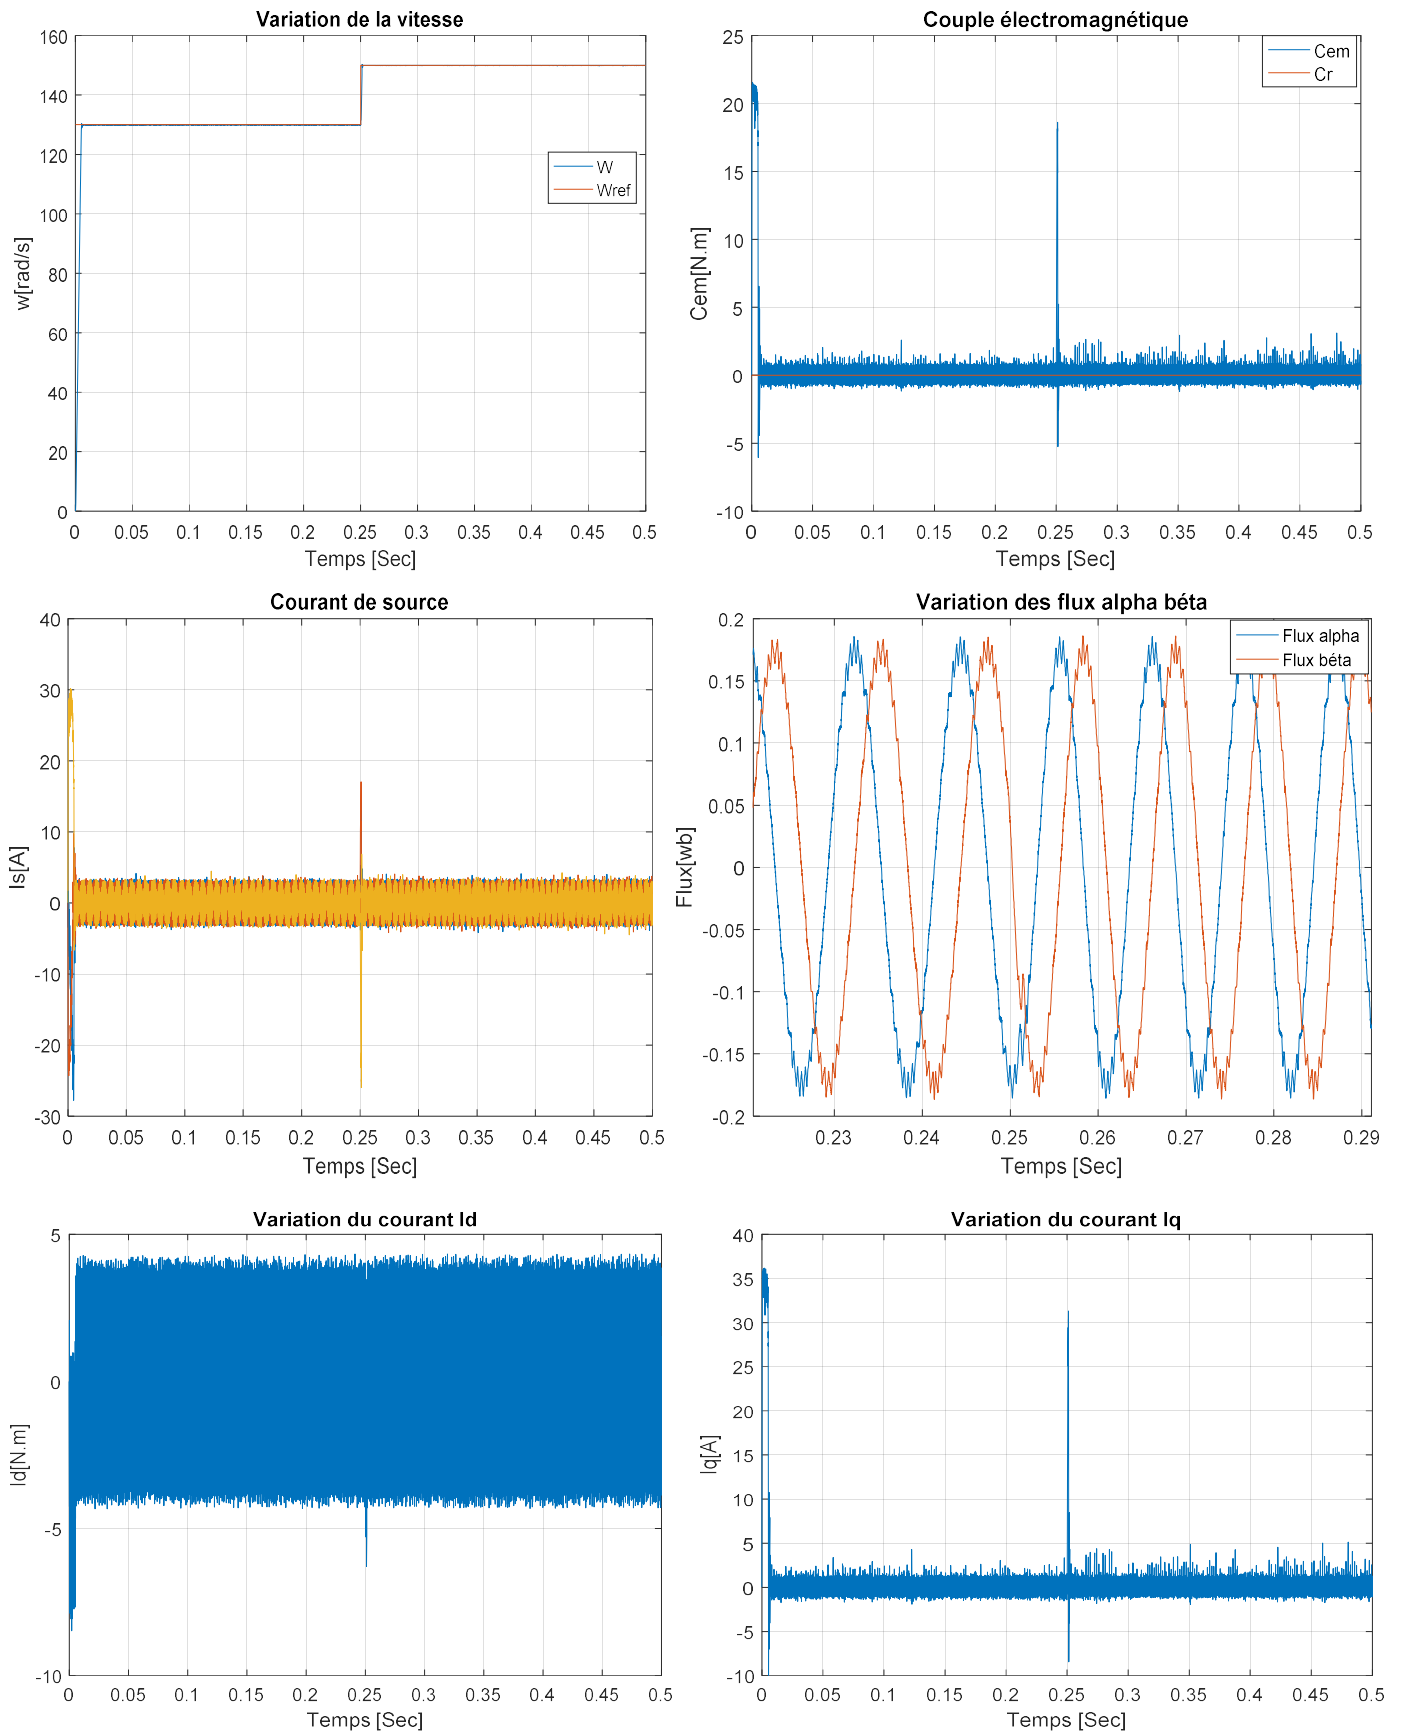 Variation de la vitesse
160
140
120
100
80
60
40
20
0
w[rad/s]
W
Wref
0 0.05 0.1 0.15 0.2 0.25 0.3 0.35 0.4 0.45 0.5
Temps [Sec]
Couple électromagnétique
25
20
15
10
5
0
-5
-10
Cem[N.m]
Cem
Cr
0 0.05 0.1 0.15 0.2 0.25 0.3 0.35 0.4 0.45 0.5
Temps [Sec]
Courant de source
40
30
20
10
0
-10
-20
-30
Is[A]
0 0.05 0.1 0.15 0.2 0.25 0.3 0.35 0.4 0.45 0.5
Temps [Sec]
Variation des flux alpha béta
0.2
0.15
0.1
0.05
0
-0.05
-0.1
-0.15
-0.2
Flux[wb]
Flux alpha
Flux béta
0.23 0.24 0.25 0.26 0.27 0.28 0.29
Temps [Sec]
Variation du courant Id
5
0
-5
-10
Id[N.m]
0 0.05 0.1 0.15 0.2 0.25 0.3 0.35 0.4 0.45 0.5
Temps [Sec]
Variation du courant Iq
40
35
30
25
20
15
10
5
0
-5
-10
Iq[A]
0 0.05 0.1 0.15 0.2 0.25 0.3 0.35 0.4 0.45 0.5
Temps [Sec]